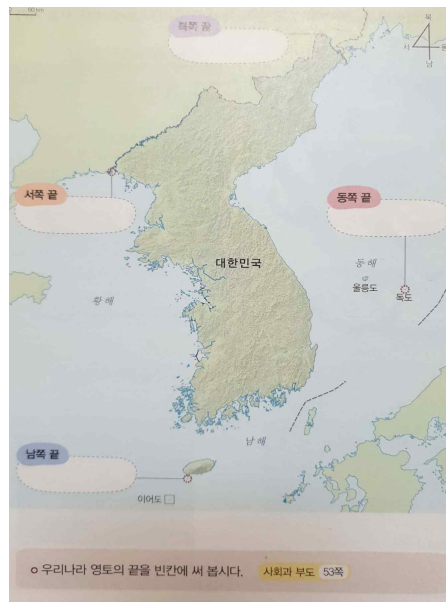 북
서
동
남
북쪽 끝
서쪽 끝
동쪽 끝
대한민국
동해
울릉도
독도
황해
남쪽 끝
남해
이어도
우리나라 영토의 끝을 빈칸에 써 봅시다. 사회과 부도 53쪽